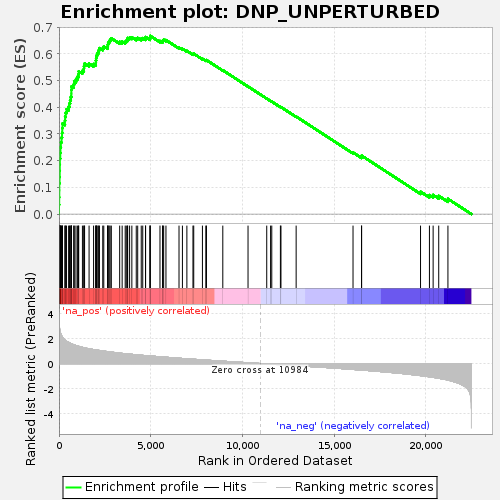 Enrichment plot: DNP_UNPERTURBED
Enrichment score (ES)
0.7
0.6
0.5
0.4
0.3
0.2
0.1
0.0
'na_pos' (positively correlated)
Ranked list metric (PreRanked)
4
2
0
-2
-4
Zero cross at 10984
'na_neg' (negatively correlated)
0 5,000 10,000 15,000 20,000
Rank in Ordered Dataset
Enrichment profile Hits Ranking metric scores